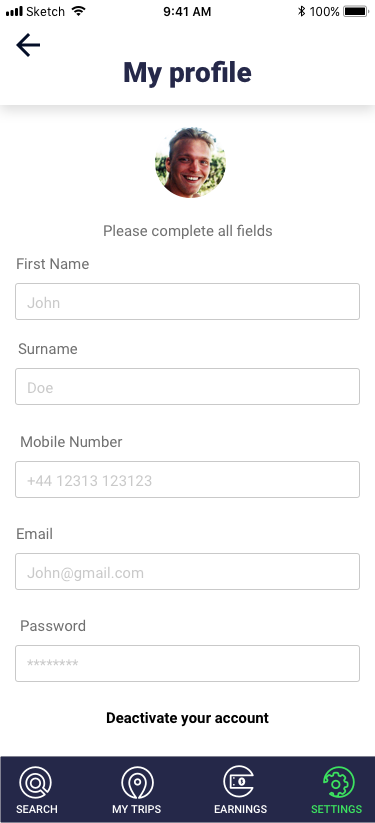 Sketch 9:41 AM 100%
My profile
Please complete all fields
First Name
John
Surname
Doe
Mobile Number
+44 12313 123123
Email
John@gmail.com
Password
********
Deactivate your account
SEARCH MY TRIPS EARNINGS SETTINGS